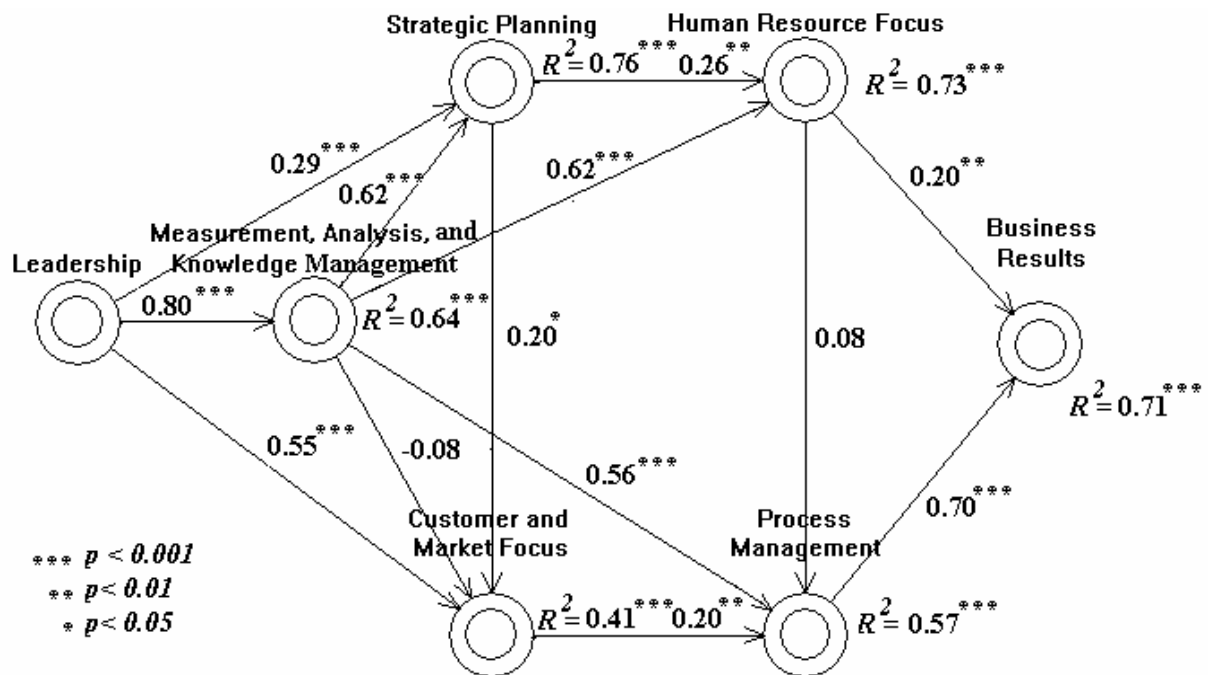 Strategic Planning
Human Resource Focus
R² = 0.76*** 0.26**
R² = 0.73***
0.29***
0.62***
0.62***
0.20**
Measurement, Analysis, and
Knowledge Management
Business
Results
Leadership
0.80***
R² = 0.64***
0.20*
0.08
R² = 0.71***
0.55***
-0.08
0.56***
0.70***
Customer and
Market Focus
Process
Management
*** p < 0.001
** p < 0.01
* p < 0.05
R² = 0.41*** 0.20**
R² = 0.57***